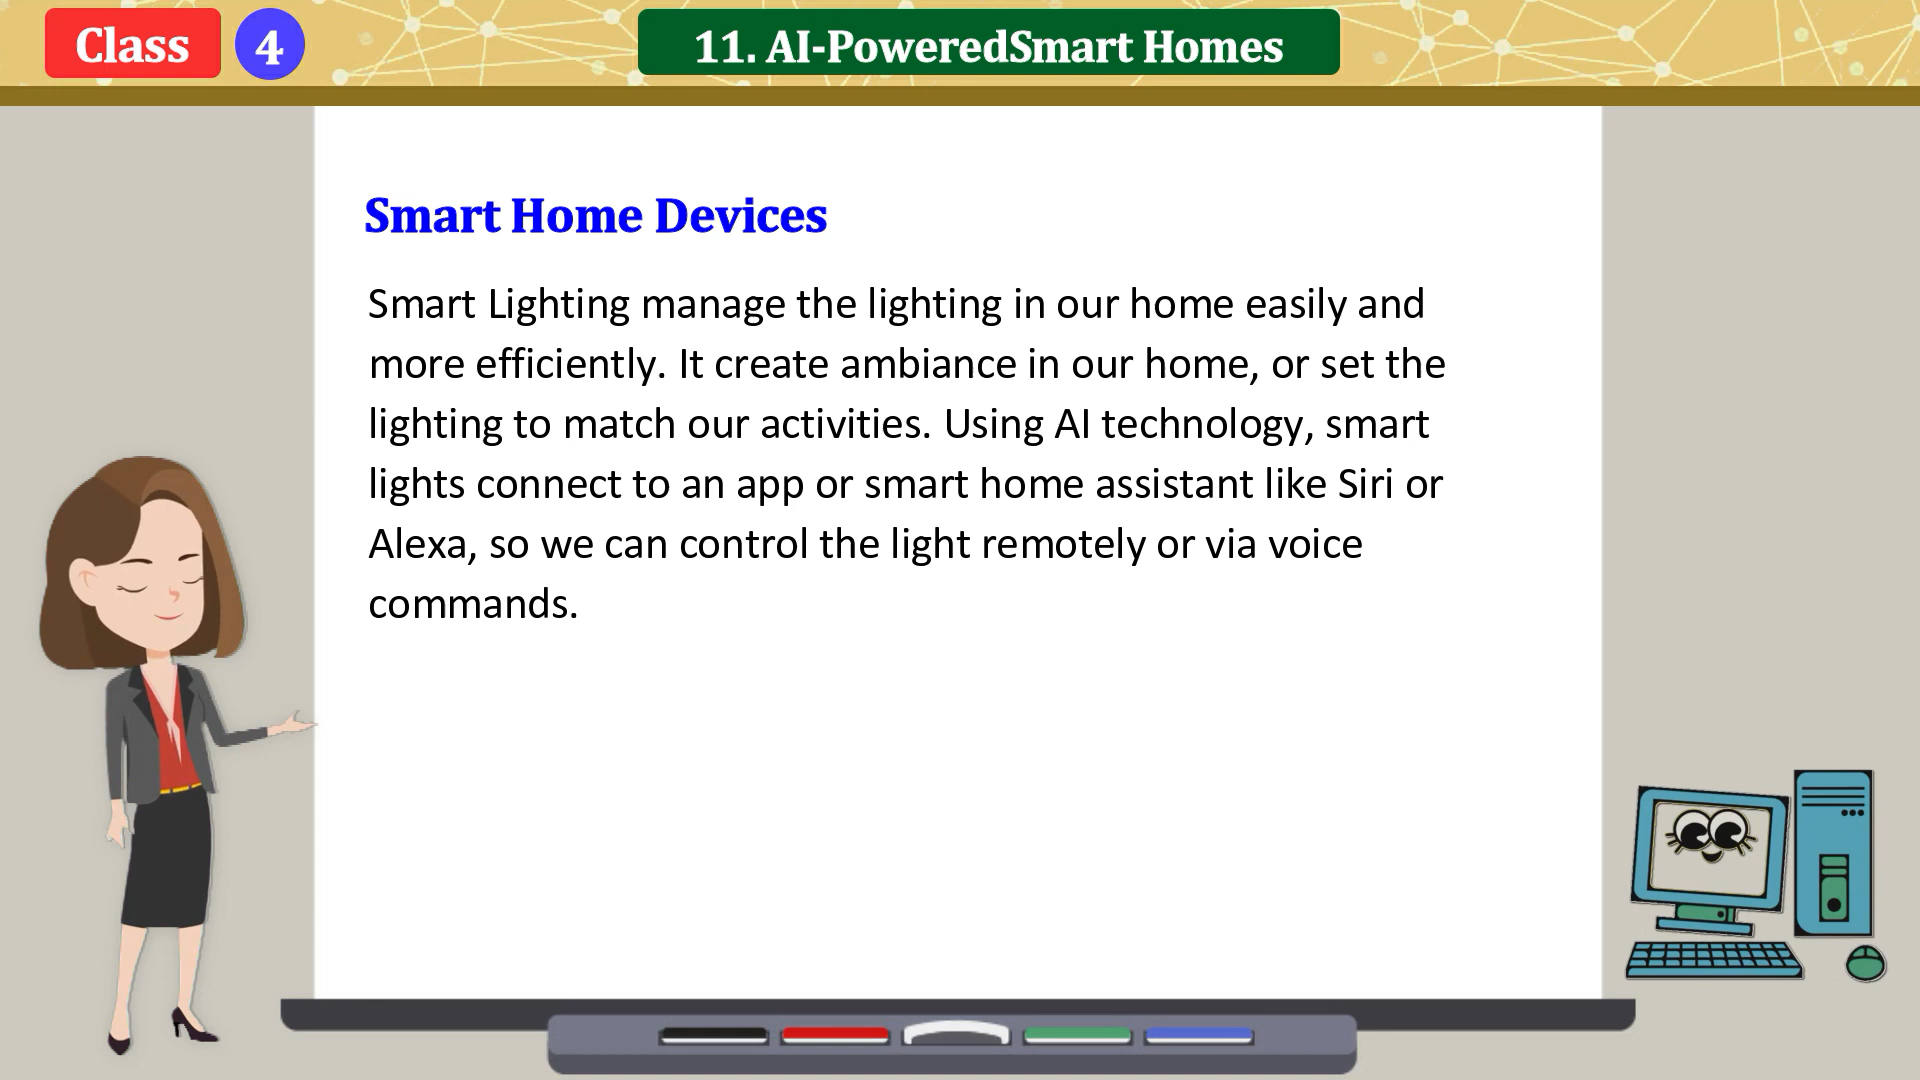 Class 4
11. AI-PoweredSmart Homes
Smart Home Devices
Smart Lighting manage the lighting in our home easily and
more efficiently. It create ambiance in our home, or set the
lighting to match our activities. Using AI technology, smart
lights connect to an app or smart home assistant like Siri or
Alexa, so we can control the light remotely or via voice
commands.